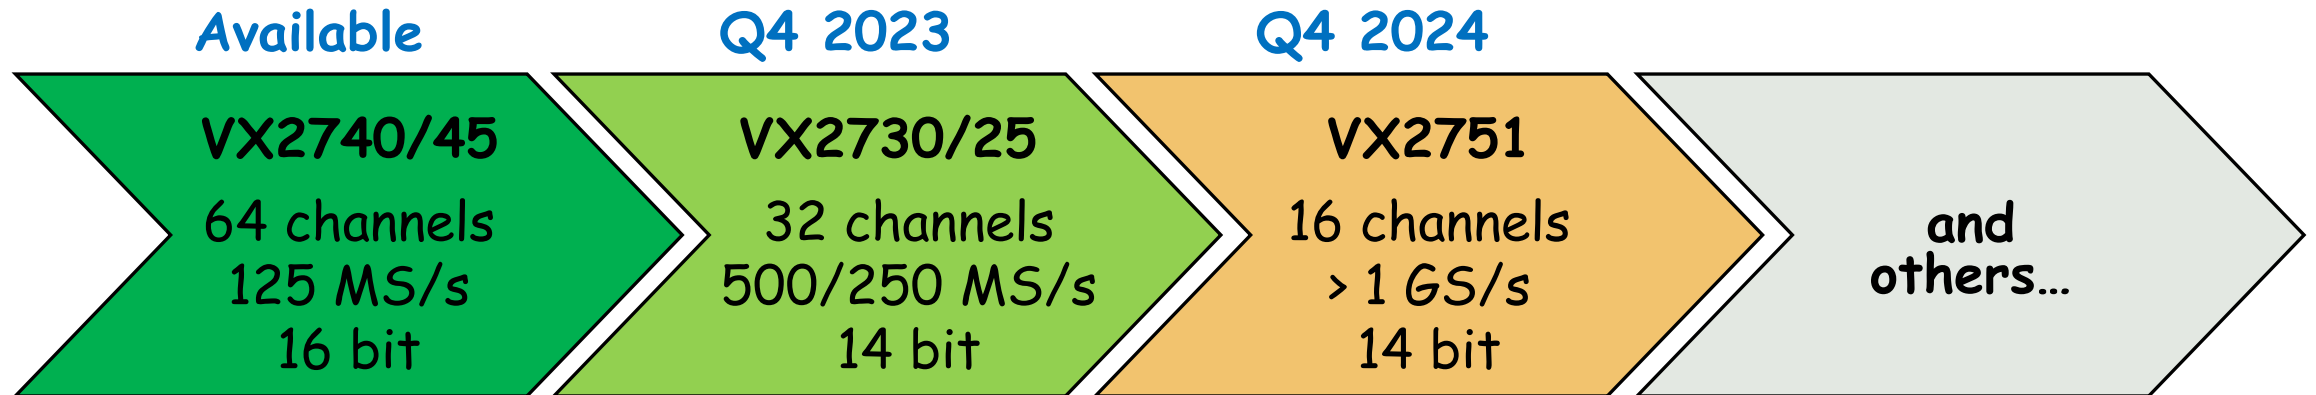 Available
VX2740/45
64 channels
125 MS/s
16 bit
Q4 2023
VX2730/25
32 channels
500/250 MS/s
14 bit
Q4 2024
VX2751
16 channels
> 1 GS/s
14 bit
and
others...